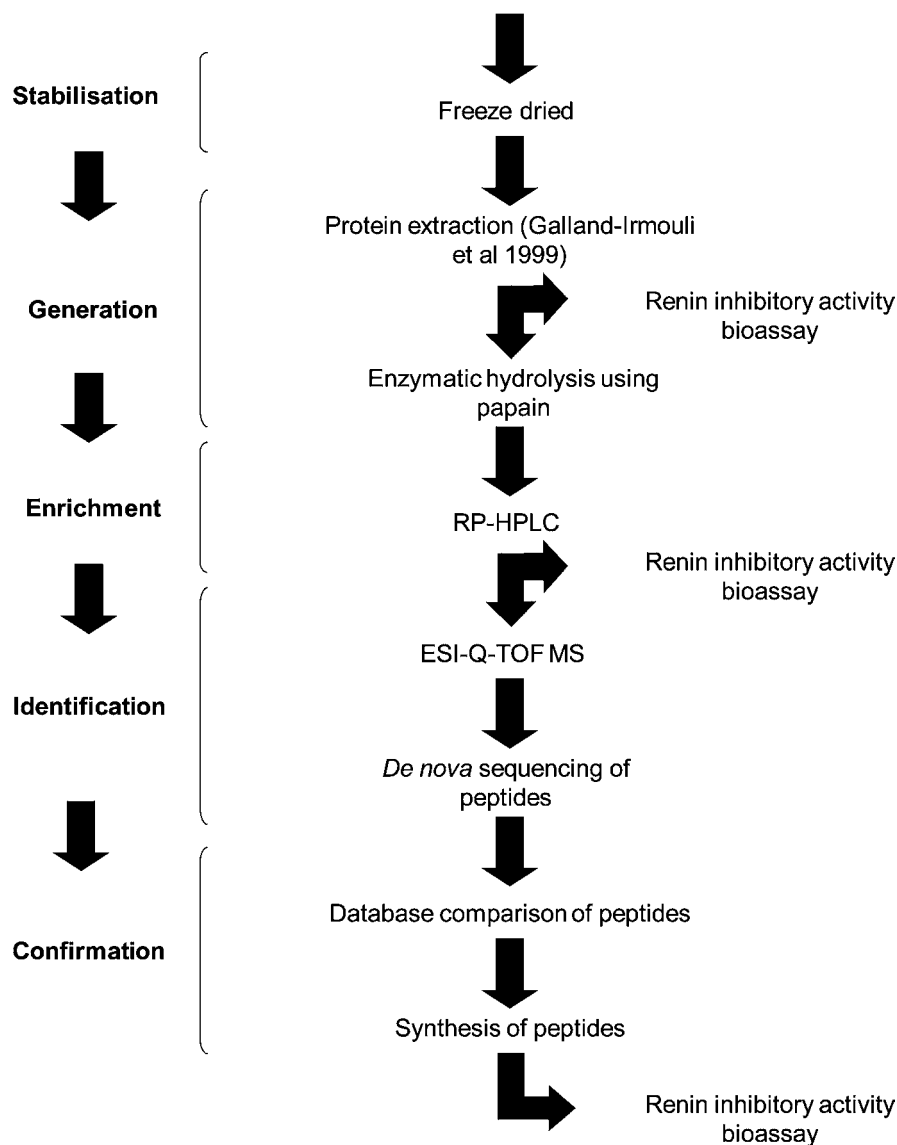 Stabilisation
Freeze dried
Protein extraction (Galland-Irmouli
et al 1999)
Generation
Renin inhibitory activity
bioassay
Enzymatic hydrolysis using
papain
Enrichment
RP-HPLC
Renin inhibitory activity
bioassay
ESI-Q-TOF MS
Identification
De nova sequencing of
peptides
Database comparison of peptides
Confirmation
Synthesis of peptides
Renin inhibitory activity
bioassay